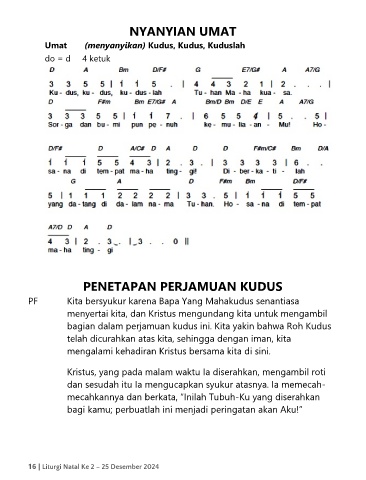 NYANYIAN UMAT
Umat (menyanyikan) Kudus, Kudus, Kuduslah
do = d 4 ketuk
D A Bm D/F# G E7/G# A A7/G
3 3 5 5 | 1 1 5 . | 4 4 3 2 1 | 2 . . . |
Ku - dus, ku - dus, ku - dus - lah Tu - han Ma - ha kua - sa.
D F#m Bm E7/G# A Bm/D Bm D/E E A A7/G
3 3 3 5 5 | 1 1 7 . | 6 5 5 4 | 5 . . 5 |
Sor - ga dan bu - mi pun pe - nuh ke - mu - lia - an - Mu! Ho -
D/F# D A/C# D A D D F#m/C# F#m Bm D/A
1 1 1 5 5 4 3 | 2 . 3 . | 3 3 3 3 | 6 . .
sa - na di tem - pat ma - ha ting - gi! Di - ber - ka - ti - lah
G A D F#m Bm D/F#
5 | 1 1 1 2 2 2 2 | 3 3 . 5 | 1 1 1 5 5
yang da - tang di da - lam na - ma Tu - han. Ho - sa - na di tem - pat
A7/D D A D
4 3 | 2 . 3 . | 3 . . 0 ||
ma - ha ting - gi
PENETAPAN PERJAMUAN KUDUS
PF Kita bersyukur karena Bapa Yang Mahakudus senantiasa
menyertai kita, dan Kristus mengundang kita untuk mengambil
bagian dalam perjamuan kudus ini. Kita yakin bahwa Roh Kudus
telah dicurahkan atas kita, sehingga dengan iman, kita
mengalami kehadiran Kristus bersama kita di sini.
Kristus, yang pada malam waktu Ia diserahkan, mengambil roti
dan sesudah itu Ia mengucapkan syukur atasnya. Ia memecah-
mecahkannya dan berkata, "Inilah Tubuh-Ku yang diserahkan
bagi kamu; perbuatlah ini menjadi peringatan akan Aku!"
16 | Liturgi Natal Ke 2 – 25 Desember 2024